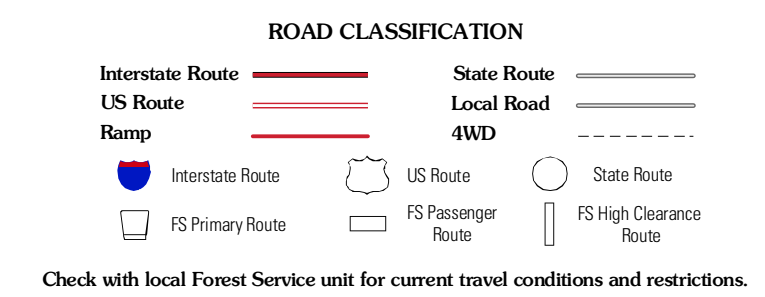 ROAD CLASSIFICATION
Interstate Route
State Route
US Route
Local Road
Ramp
4WD
Interstate Route
US Route
State Route
FS Primary Route
FS Passenger
Route
FS High Clearance
Route
Check with local Forest Service unit for current travel conditions and restrictions.